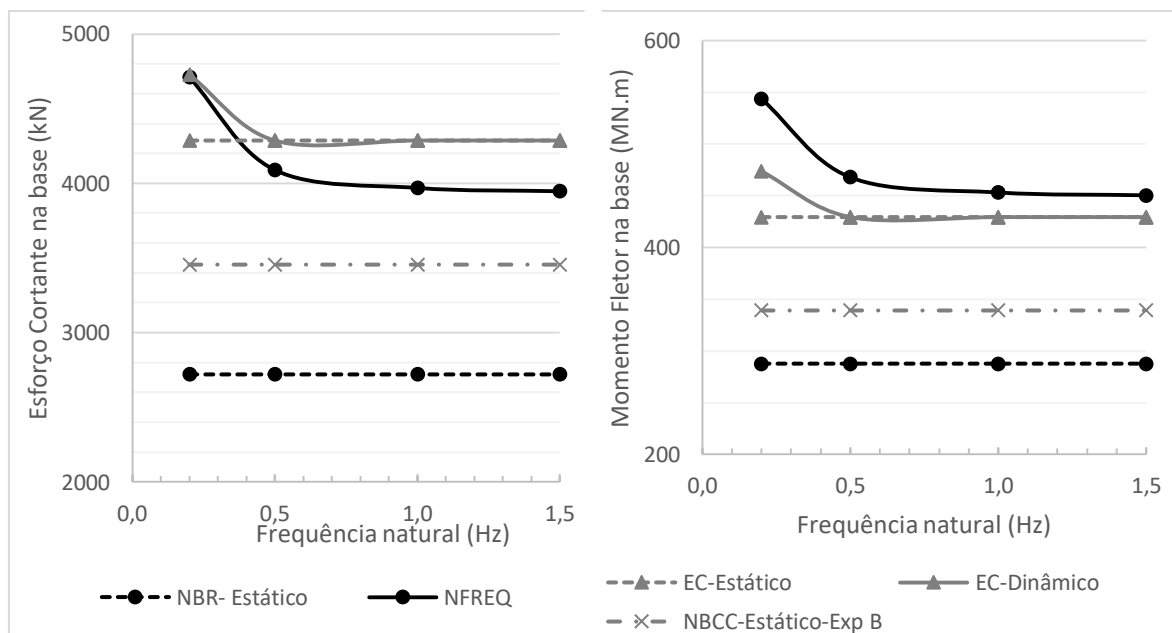 Esforço Cortante na base (kN)
5000
4000
3000
2000
0,0
0,5
1,0
1,5
Frequência natural (Hz)
Momento Fletor na base (MN.m)
600
400
200
0,0
0,5
1,0
1,5
Frequência natural (Hz)
NBR- Estático
NFREQ
EC-Estático
EC-Dinâmico
NBCC-Estático-Exp B